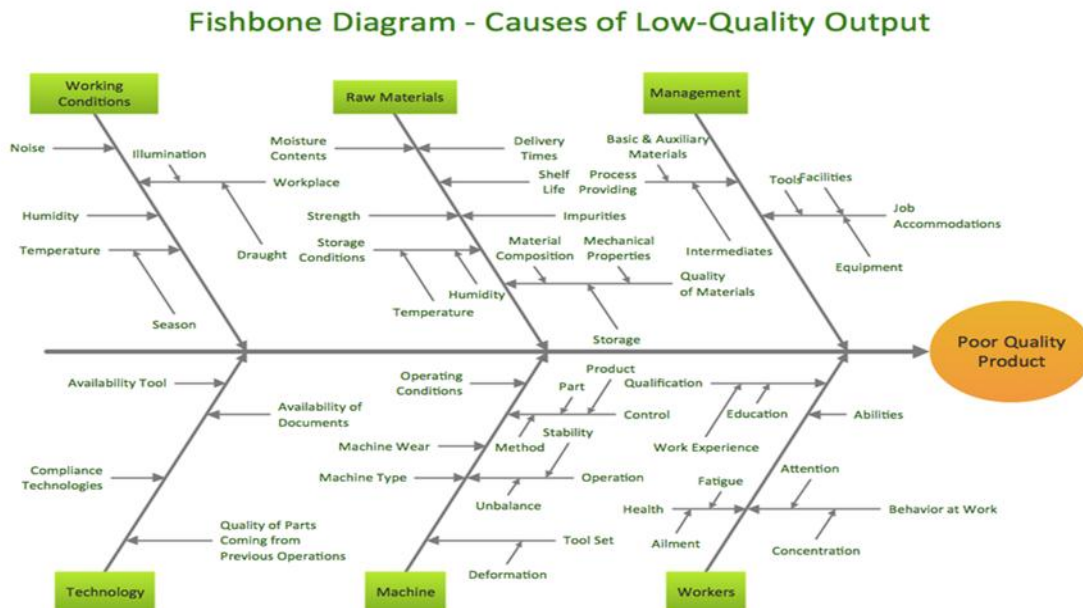 Fishbone Diagram - Causes of Low-Quality Output
Working
Conditions
Raw Materials
Management
Noise
Illumination
Workplace
Humidity
Temperature
Draught
Season
Moisture
Contents
Delivery
Times
Shelf
Life
Strength
Impurities
Storage
Conditions
Humidity
Temperature
Material
Composition
Mechanical
Properties
Quality
of Materials
Storage
Basic & Auxiliary
Materials
Process
Providing
Intermediates
Tools
Facilities
Job
Accommodations
Equipment
Poor Quality
Product
Availability Tool
Availability of
Documents
Compliance
Technologies
Quality of Parts
Coming from
Previous Operations
Technology
Operating
Conditions
Part
Product
Control
Method
Machine Wear
Stability
Machine Type
Operation
Unbalance
Tool Set
Deformation
Machine
Qualification
Education
Work Experience
Abilities
Fatigue
Attention
Health
Behavior at Work
Ailment
Concentration
Workers